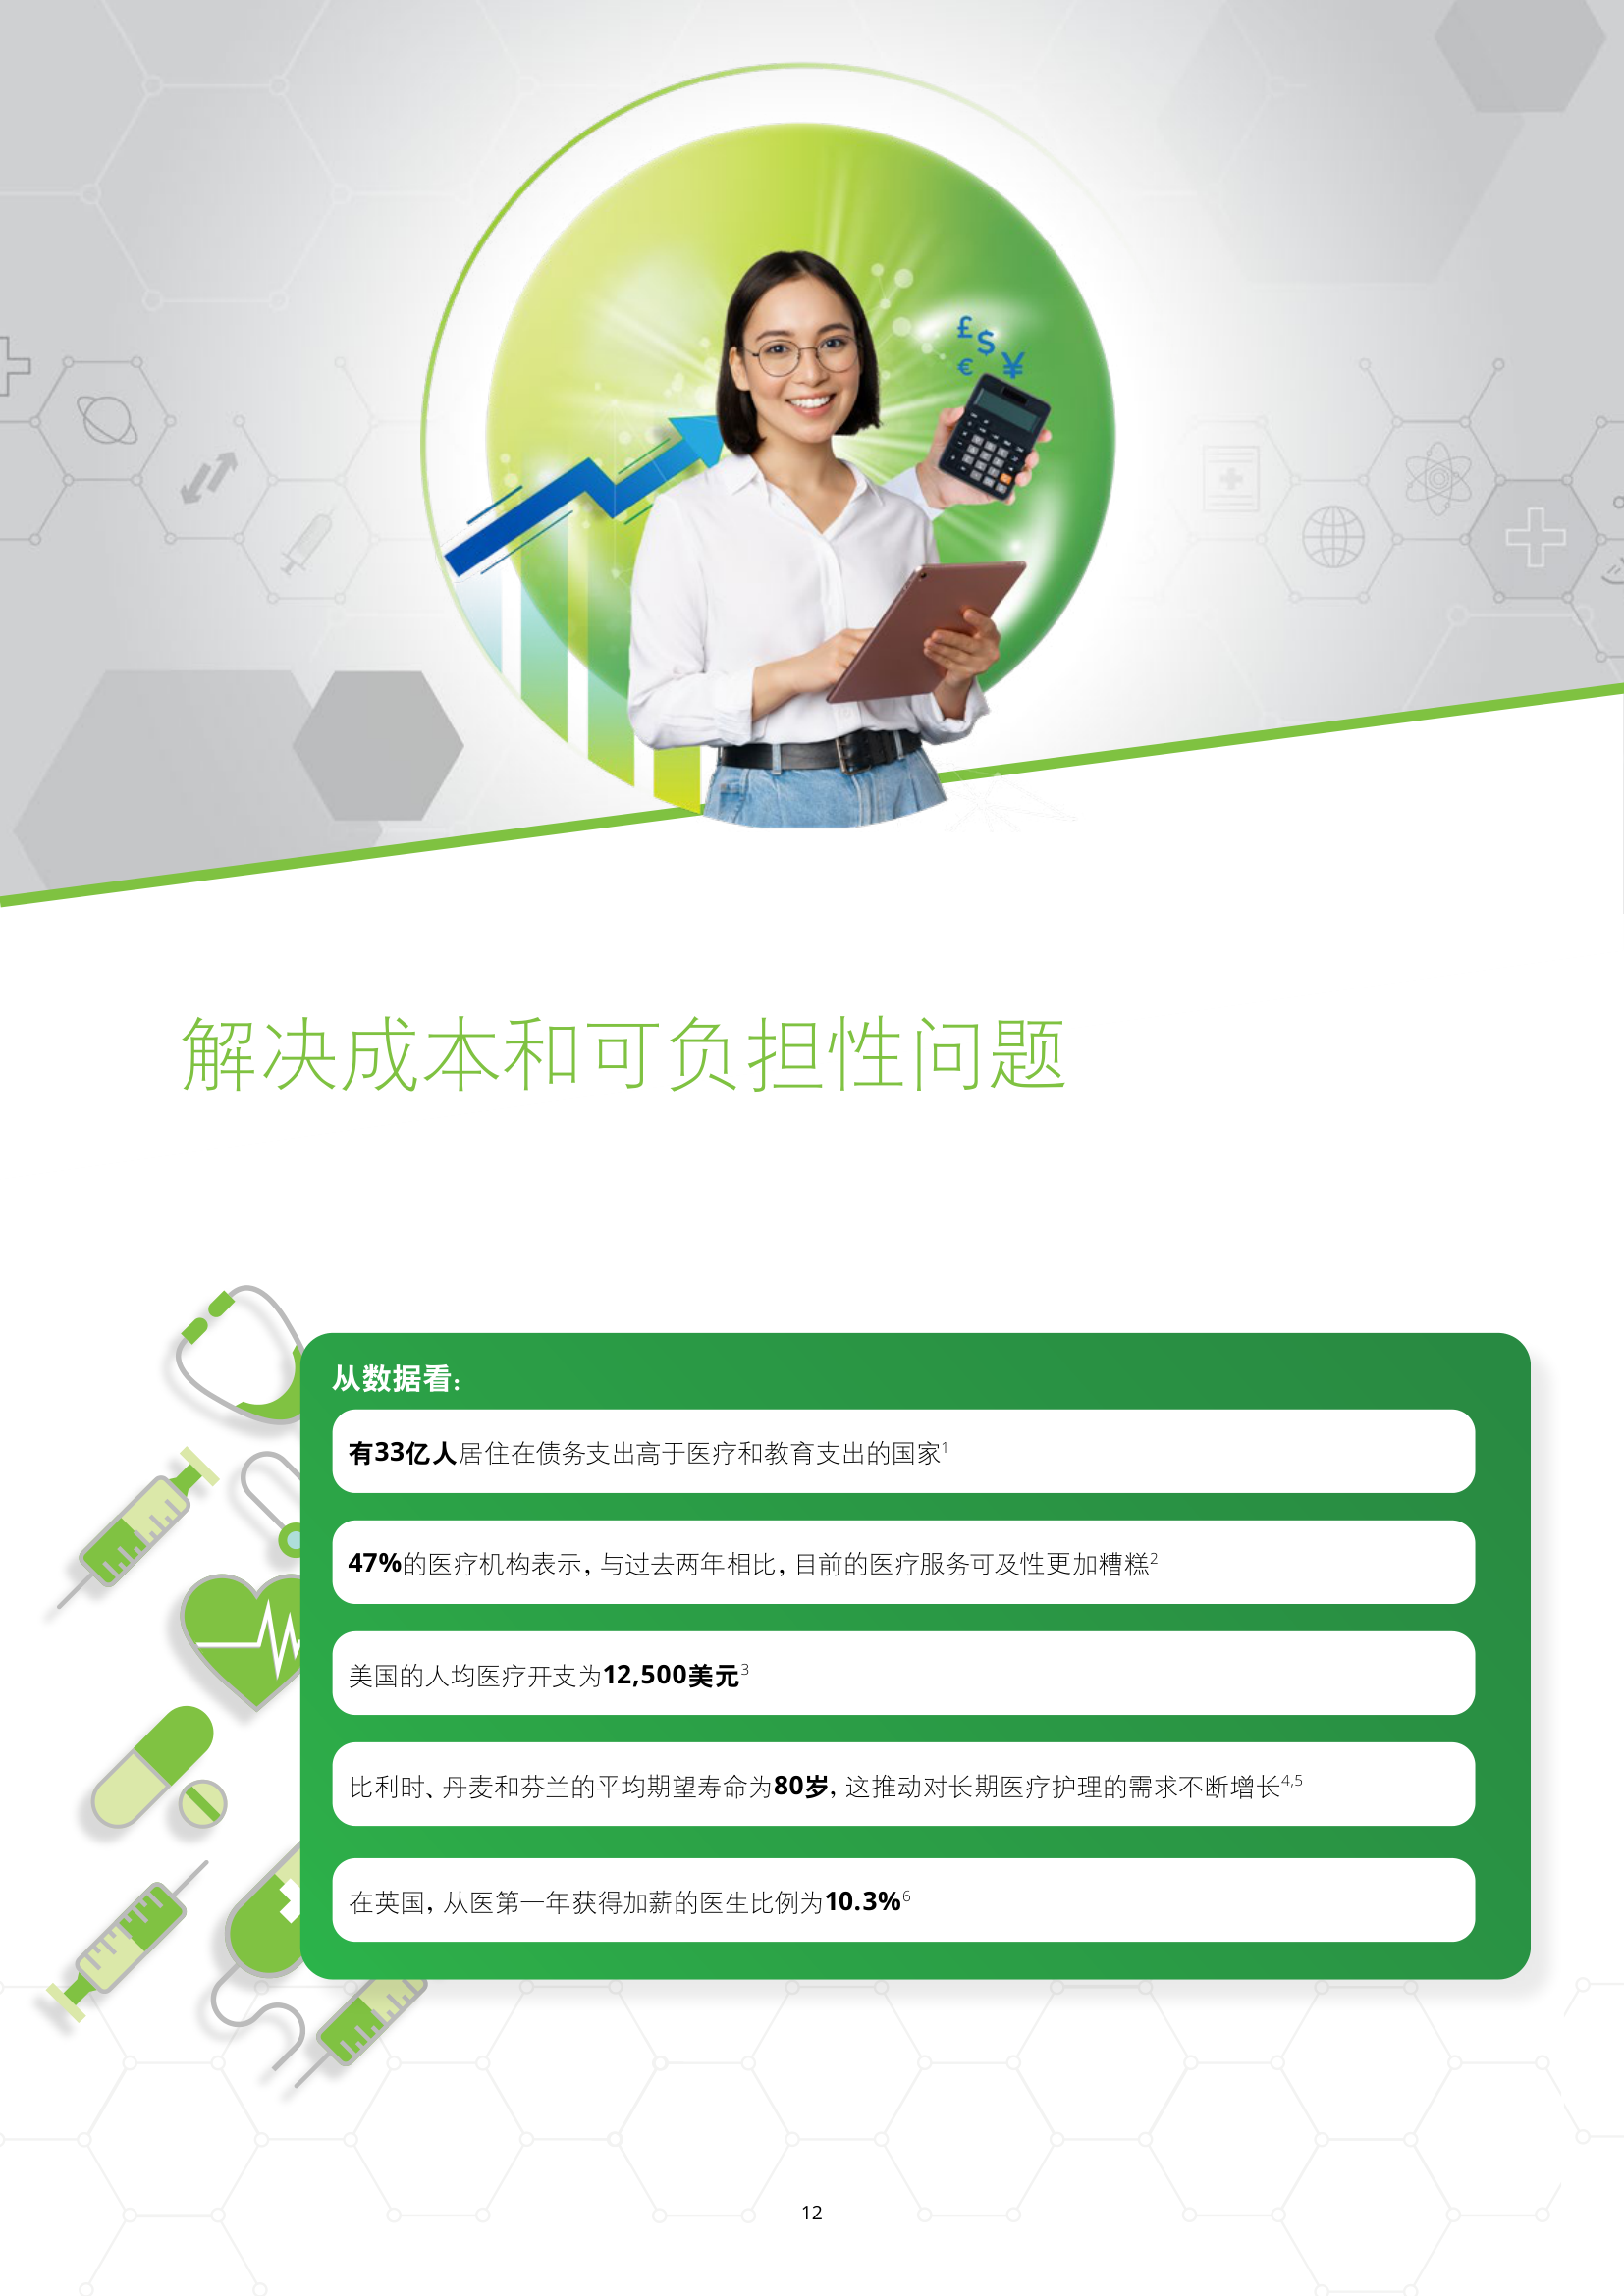 £
$
€
¥
解决成本和可负担性问题
从数据看：
有33亿人居住在债务支出高于医疗和教育支出的国家1
47%的医疗机构表示，与过去两年相比，目前的医疗服务可及性更加糟糕2
美国的人均医疗开支为12,500美元3
比利时、丹麦和芬兰的平均期望寿命为80岁，这推动对长期医疗护理的需求不断增长4,5
在英国，从医第一年获得加薪的医生比例为10.3%6
12